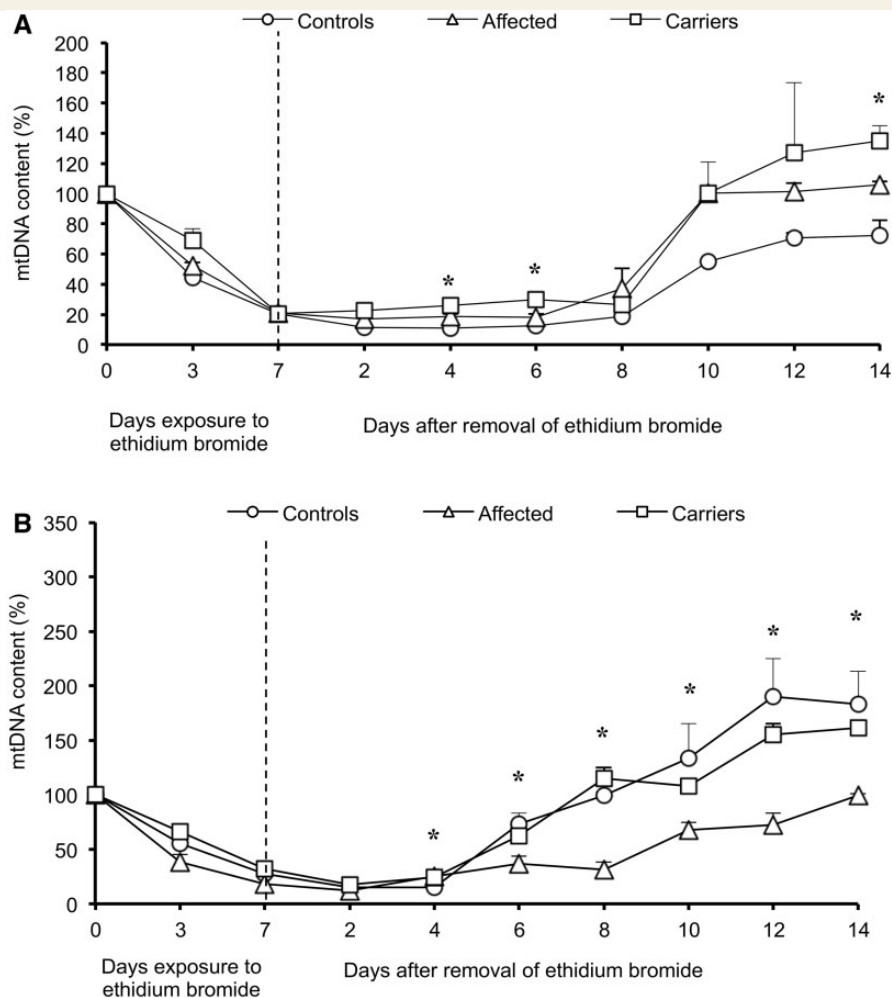 A
Controls
Affected
Carriers
mtDNA content (%)
200
180
160
140
120
100
80
60
40
20
0
* * *
0 3 7 2 4 6 8 10 12 14
Days exposure to
ethidium bromide
Days after removal of ethidium bromide
B
Controls
Affected
Carriers
mtDNA content (%)
350
300
250
200
150
100
50
0
* * * * * *
0 3 7 2 4 6 8 10 12 14
Days exposure to
ethidium bromide
Days after removal of ethidium bromide